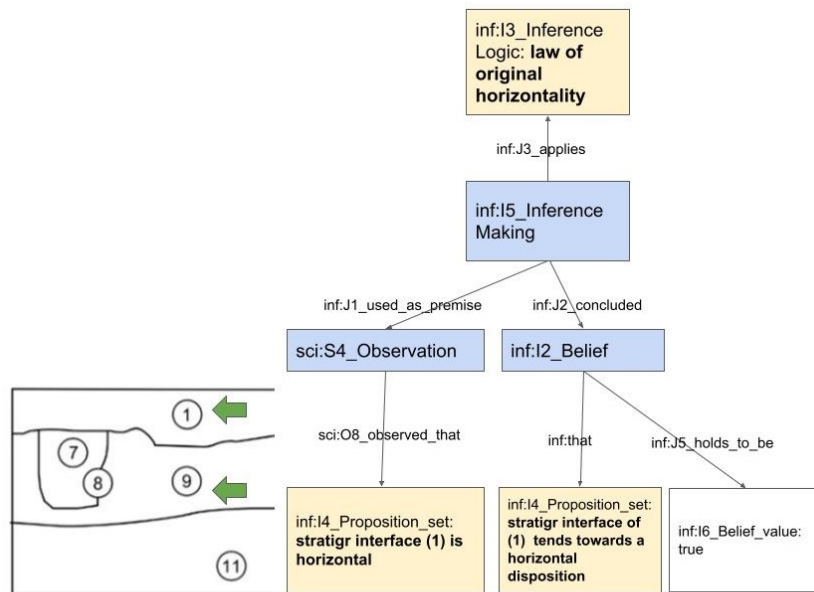 inf:I3_Inference
Logic: law of
original
horizontality
inf:J3_applies
inf:I5_Inference
Making
inf:J1_used_as_premise
inf:J2_concluded
sci:S4_Observation
inf:I2_Belief
1
7
8
9
11
sci:O8_observed_that
inf:that
inf:J5_holds_to_be
inf:I4_Proposition_set:
stratigr interface (1) is
horizontal
inf:I4_Proposition_set:
stratigr interface of
(1) tends towards a
horizontal
disposition
inf:I6_Belief_value:
true